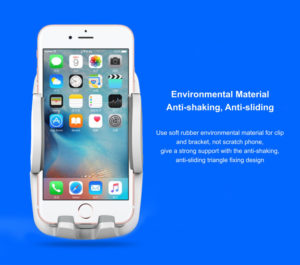 Environmental Material
Anti-shaking, Anti-sliding
Use soft rubber environmental material for clip
and bracket, not scratch phone,
give a strong support with the anti-shaking,
anti-sliding triangle fixing design